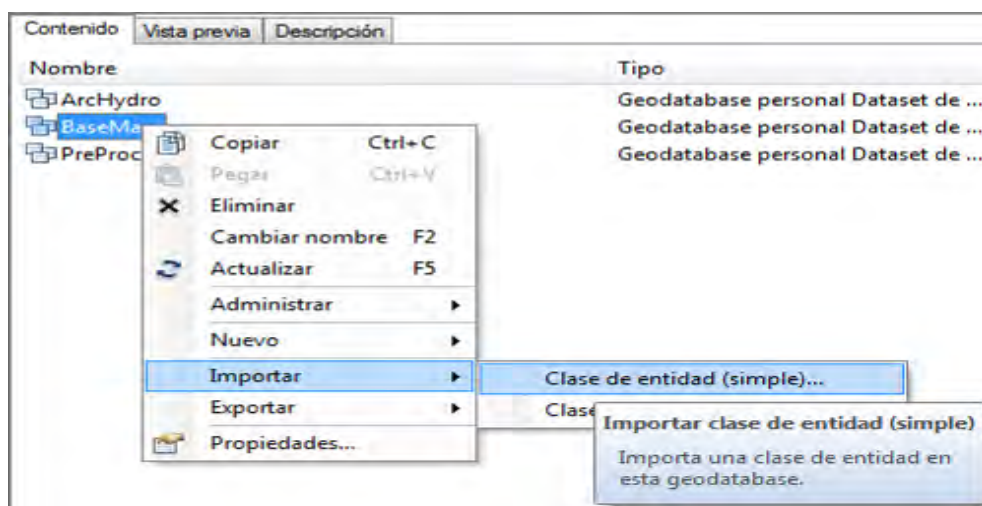 Contenido Vista previa Descripción
Nombre Tipo
ArcHydro Geodatabase personal Dataset de ...
BaseMa Geodatabase personal Dataset de ...
PreProc Geodatabase personal Dataset de ...
Copiar Ctrl+C
Pegar Ctrl+V
Eliminar
Cambiar nombre F2
Actualizar F5
Administrar
Nuevo
Importar Clase de entidad (simple)...
Exportar Clase
Importar clase de entidad (simple)
Propiedades...
Importa una clase de entidad en
esta geodatabase.